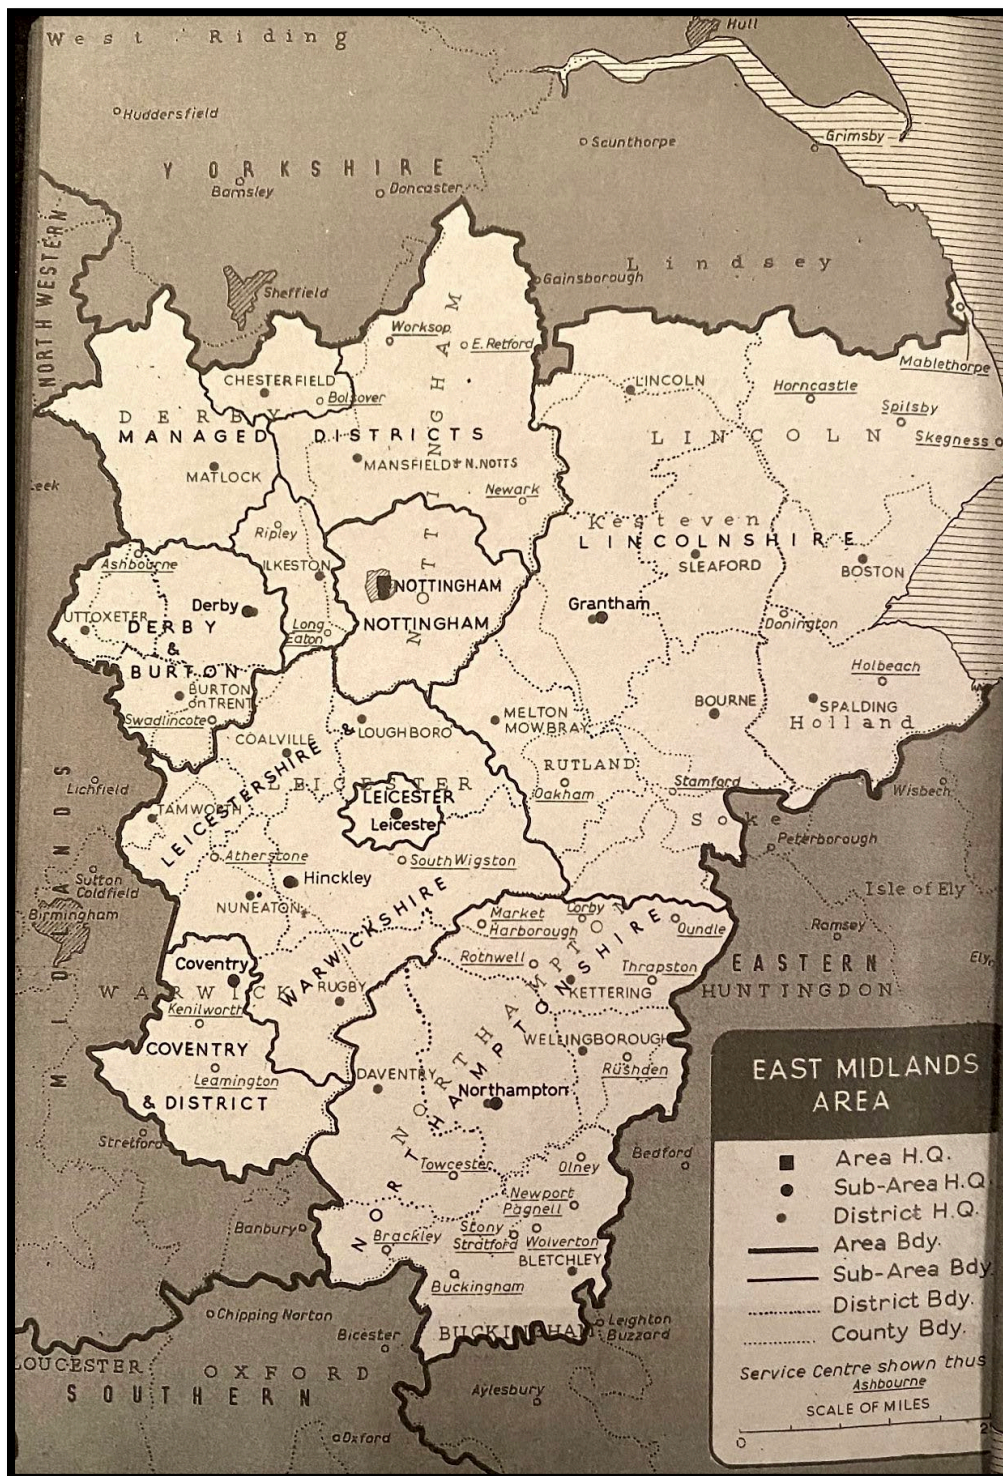 Hull
West Riding
Huddersfield
Scunthorpe
Grimsby
YORKSHIRE
Barnsley
Doncaster
NORTH WESTERN
Lindsey
Gainsborough
Sheffield
Worksop
E. Retford
Mablethorpe
CHESTERFIELD
Bolsover
LINCOLN
Horncastle
Spilsby
Skegness
DERBY
MANAGED DISTRICTS
NOTTINGHAM
LINCOLN
MANSFIELD & N. NOTTS
MATLOCK
Leek
Newark
Ripley
Kesteven
LINCOLNSHIRE
Ashbourne
ILKESTON
NOTTINGHAM
SLEAFORD
BOSTON
UTTOXETER
Derby
Grantham
DERBY
&
BURTON
Long
Eaton
NOTTINGHAM
Donington
Holbeach
BURTON
on TRENT
Swadlincote
BOURNE
SPALDING
Holland
MELTON
MOWBRAY
COALVILLE
LOUGHBORO
LEICESTERSHIRE &
WARWICKSHIRE
RUTLAND
Oakham
Stamford
Wisbech
Lichfield
LEICESTER
LEICESTER
Leicester
TAMWORTH
Soke
Peterborough
Atherstone
South Wigston
Sutton
Coldfield
Birmingham
Hinckley
NUNEATON
Isle of Ely
MIDLANDS
Market
Harborough
Corby
Oundle
Ramsey
Ely
Rothwell
Thrapston
KETTERING
EASTERN
HUNTINGDON
Coventry
WARWICK
RUGBY
Kenilworth
COVENTRY
& DISTRICT
Leamington
NORTHAMPTON
NORTHAMPTONSHIRE
WELLINGBOROUGH
Rushden
DAVENTRY
Northampton
Stretford
Towcester
Olney
Bedford
Newport
Pagnell
Banbury
Brackley
Stony
Stratford
Wolverton
BLETCHLEY
Buckingham
Chipping Norton
Bicester
BUCKINGHAM
Leighton
Buzzard
LOUCESTER
OXFORD
SOUTHERN
Aylesbury
Oxford
EAST MIDLANDS
AREA
Area H.Q.
Sub-Area H.Q.
District H.Q.
Area Bdy.
Sub-Area Bdy
District Bdy.
County Bdy.
Service Centre shown thus
Ashbourne
SCALE OF MILES
0 2